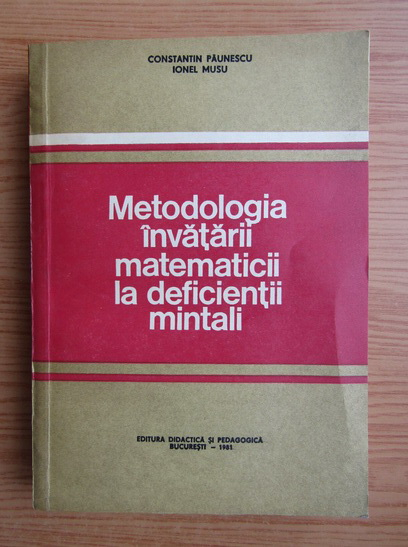 CONSTANTIN PĂUNESCU
IONEL MUSU
Metodologia
învăţării
matematicii
la deficienţii
mintali
EDITURA DIDACTICĂ ŞI PEDAGOGICĂ
BUCUREŞTI – 1981